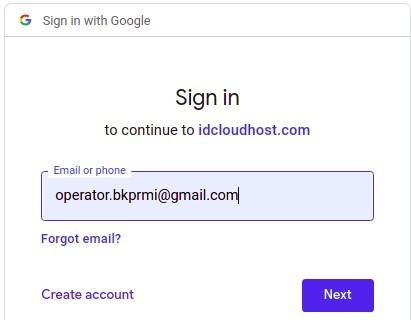 Sign in with Google
Sign in
to continue to idcloudhost.com
Email or phone
operator.bkprmi@gmail.com
Forgot email?
Create account
Next